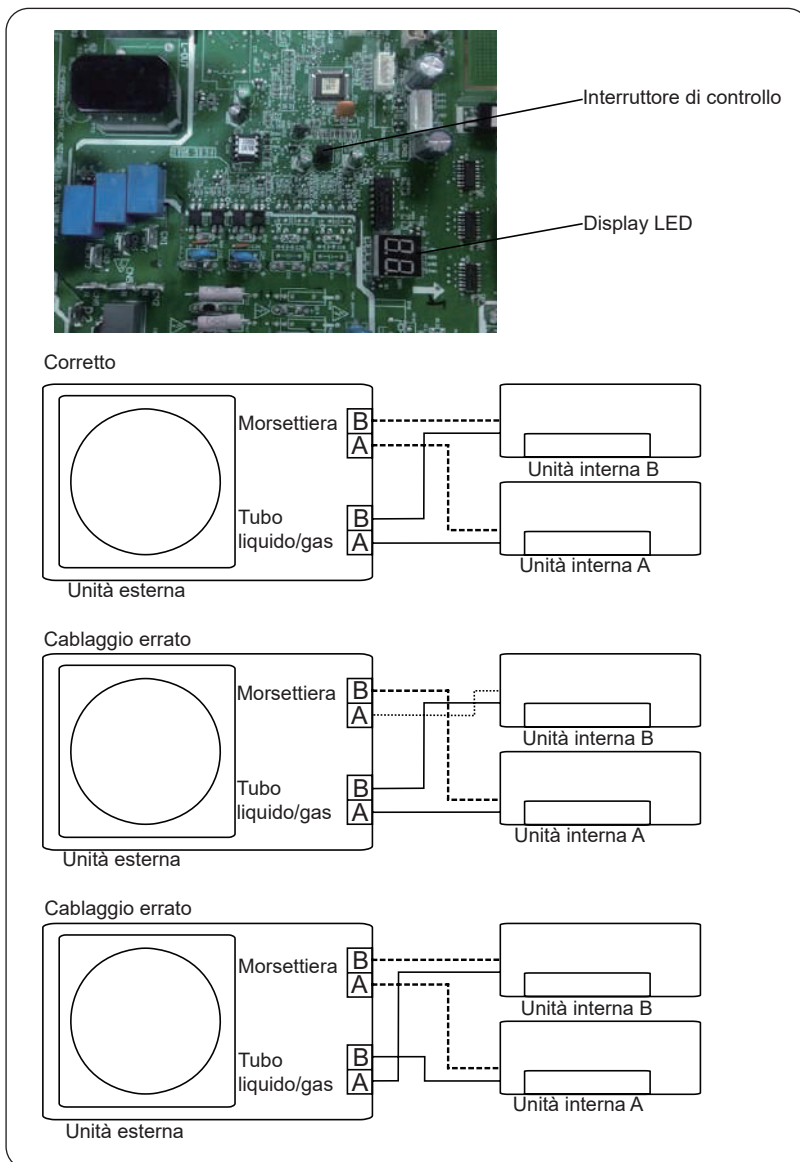 Interruttore di controllo
Display LED
Corretto
Morsettiera
B
A
Tubo
liquido/gas
B
A
Unità esterna
Unità interna B
Unità interna A
Cablaggio errato
Morsettiera
B
A
Tubo
liquido/gas
B
A
Unità esterna
Unità interna B
Unità interna A
Cablaggio errato
Morsettiera
B
A
Tubo
liquido/gas
B
A
Unità esterna
Unità interna B
Unità interna A